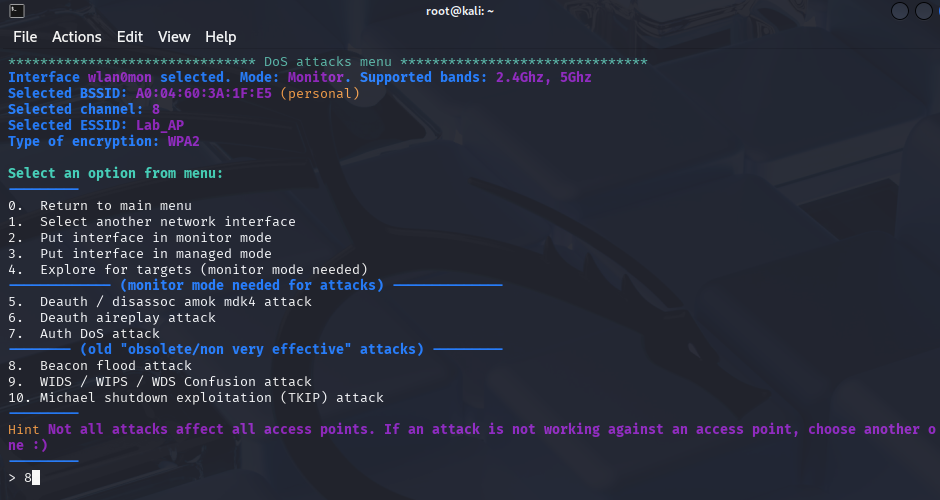 root@kali: ~
File Actions Edit View Help
******************************* DoS attacks menu *******************************
Interface wlan0mon selected. Mode: Monitor. Supported bands: 2.4Ghz, 5Ghz
Selected BSSID: A0:04:60:3A:1F:E5 (personal)
Selected channel: 8
Selected ESSID: Lab_AP
Type of encryption: WPA2
Select an option from menu:
---------
0.  Return to main menu
1.  Select another network interface
2.  Put interface in monitor mode
3.  Put interface in managed mode
4.  Explore for targets (monitor mode needed)
------------- (monitor mode needed for attacks) --------------
5.  Deauth / disassoc amok mdk4 attack
6.  Deauth aireplay attack
7.  Auth DoS attack
-------- (old "obsolete/non very effective" attacks) ---------
8.  Beacon flood attack
9.  WIDS / WIPS / WDS Confusion attack
10. Michael shutdown exploitation (TKIP) attack
---------
Hint Not all attacks affect all access points. If an attack is not working against an access point, choose another o
ne :)
---------
> 8